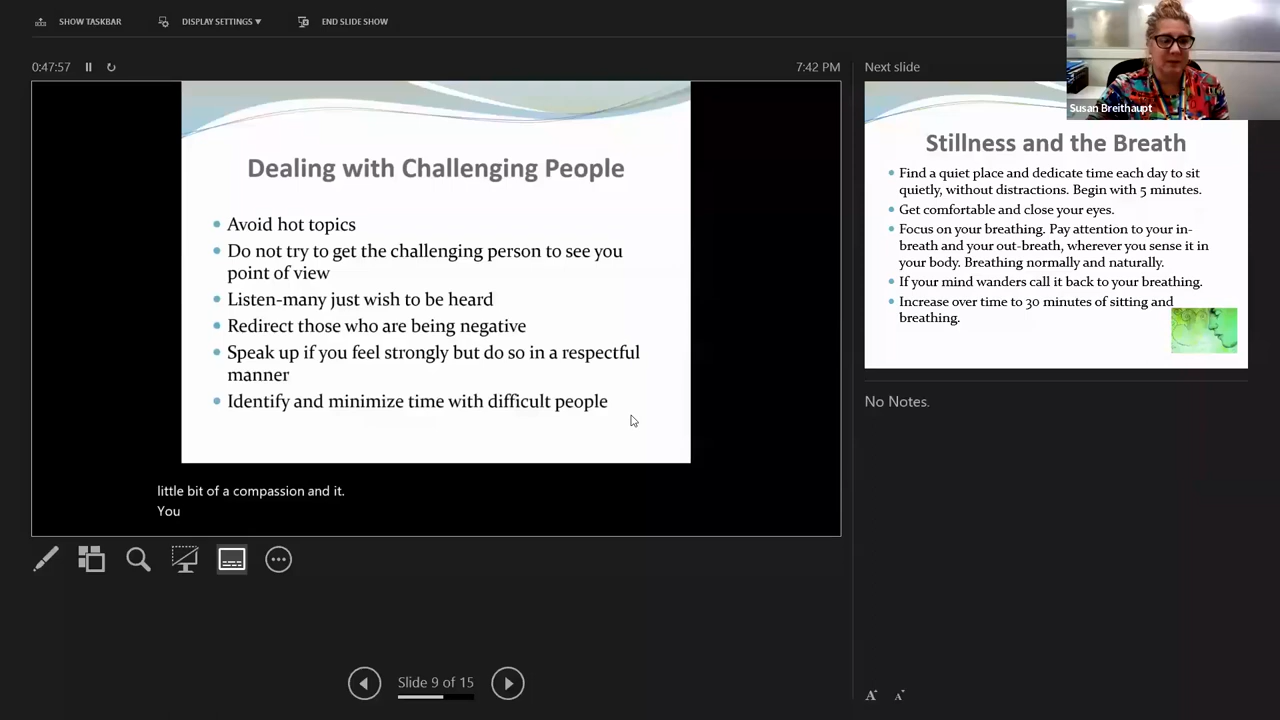 SHOW TASKBAR
DISPLAY SETTINGS ▼
END SLIDE SHOW
0:47:57
7:42 PM
Dealing with Challenging People
• Avoid hot topics
• Do not try to get the challenging person to see you
point of view
• Listen-many just wish to be heard
• Redirect those who are being negative
• Speak up if you feel strongly but do so in a respectful
manner
• Identify and minimize time with difficult people
little bit of a compassion and it.
You
Slide 9 of 15
Next slide
Susan Breithaupt
Stillness and the Breath
• Find a quiet place and dedicate time each day to sit
quietly, without distractions. Begin with 5 minutes.
• Get comfortable and close your eyes.
• Focus on your breathing. Pay attention to your in-
breath and your out-breath, wherever you sense it in
your body. Breathing normally and naturally.
• If your mind wanders call it back to your breathing.
• Increase over time to 30 minutes of sitting and
breathing.
No Notes.
A A